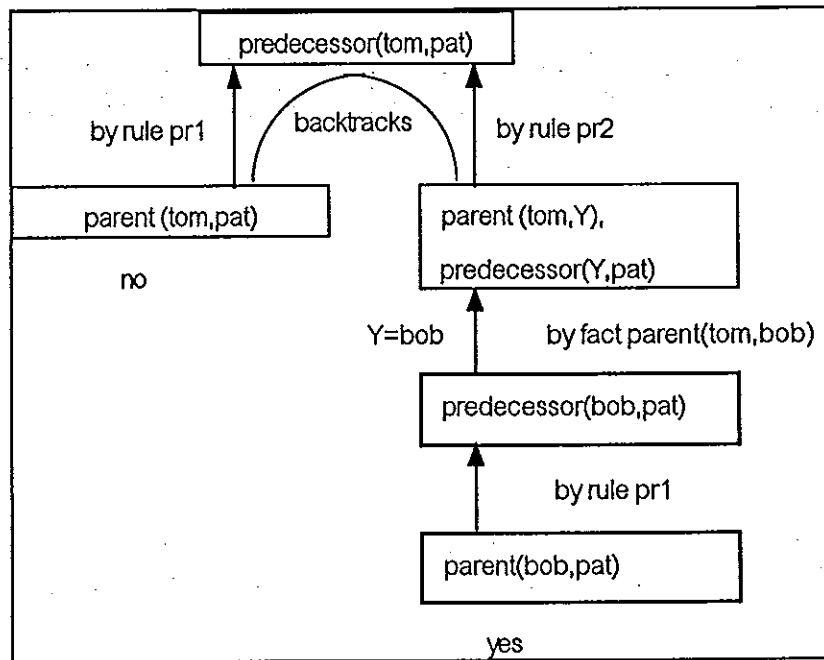 predecessor(tom,pat)
by rule pr1
backtracks
by rule pr2
parent (tom,pat)
no
parent (tom,Y),
predecessor(Y,pat)
Y=bob
by fact parent(tom,bob)
predecessor(bob,pat)
by rule pr1
parent(bob,pat)
yes